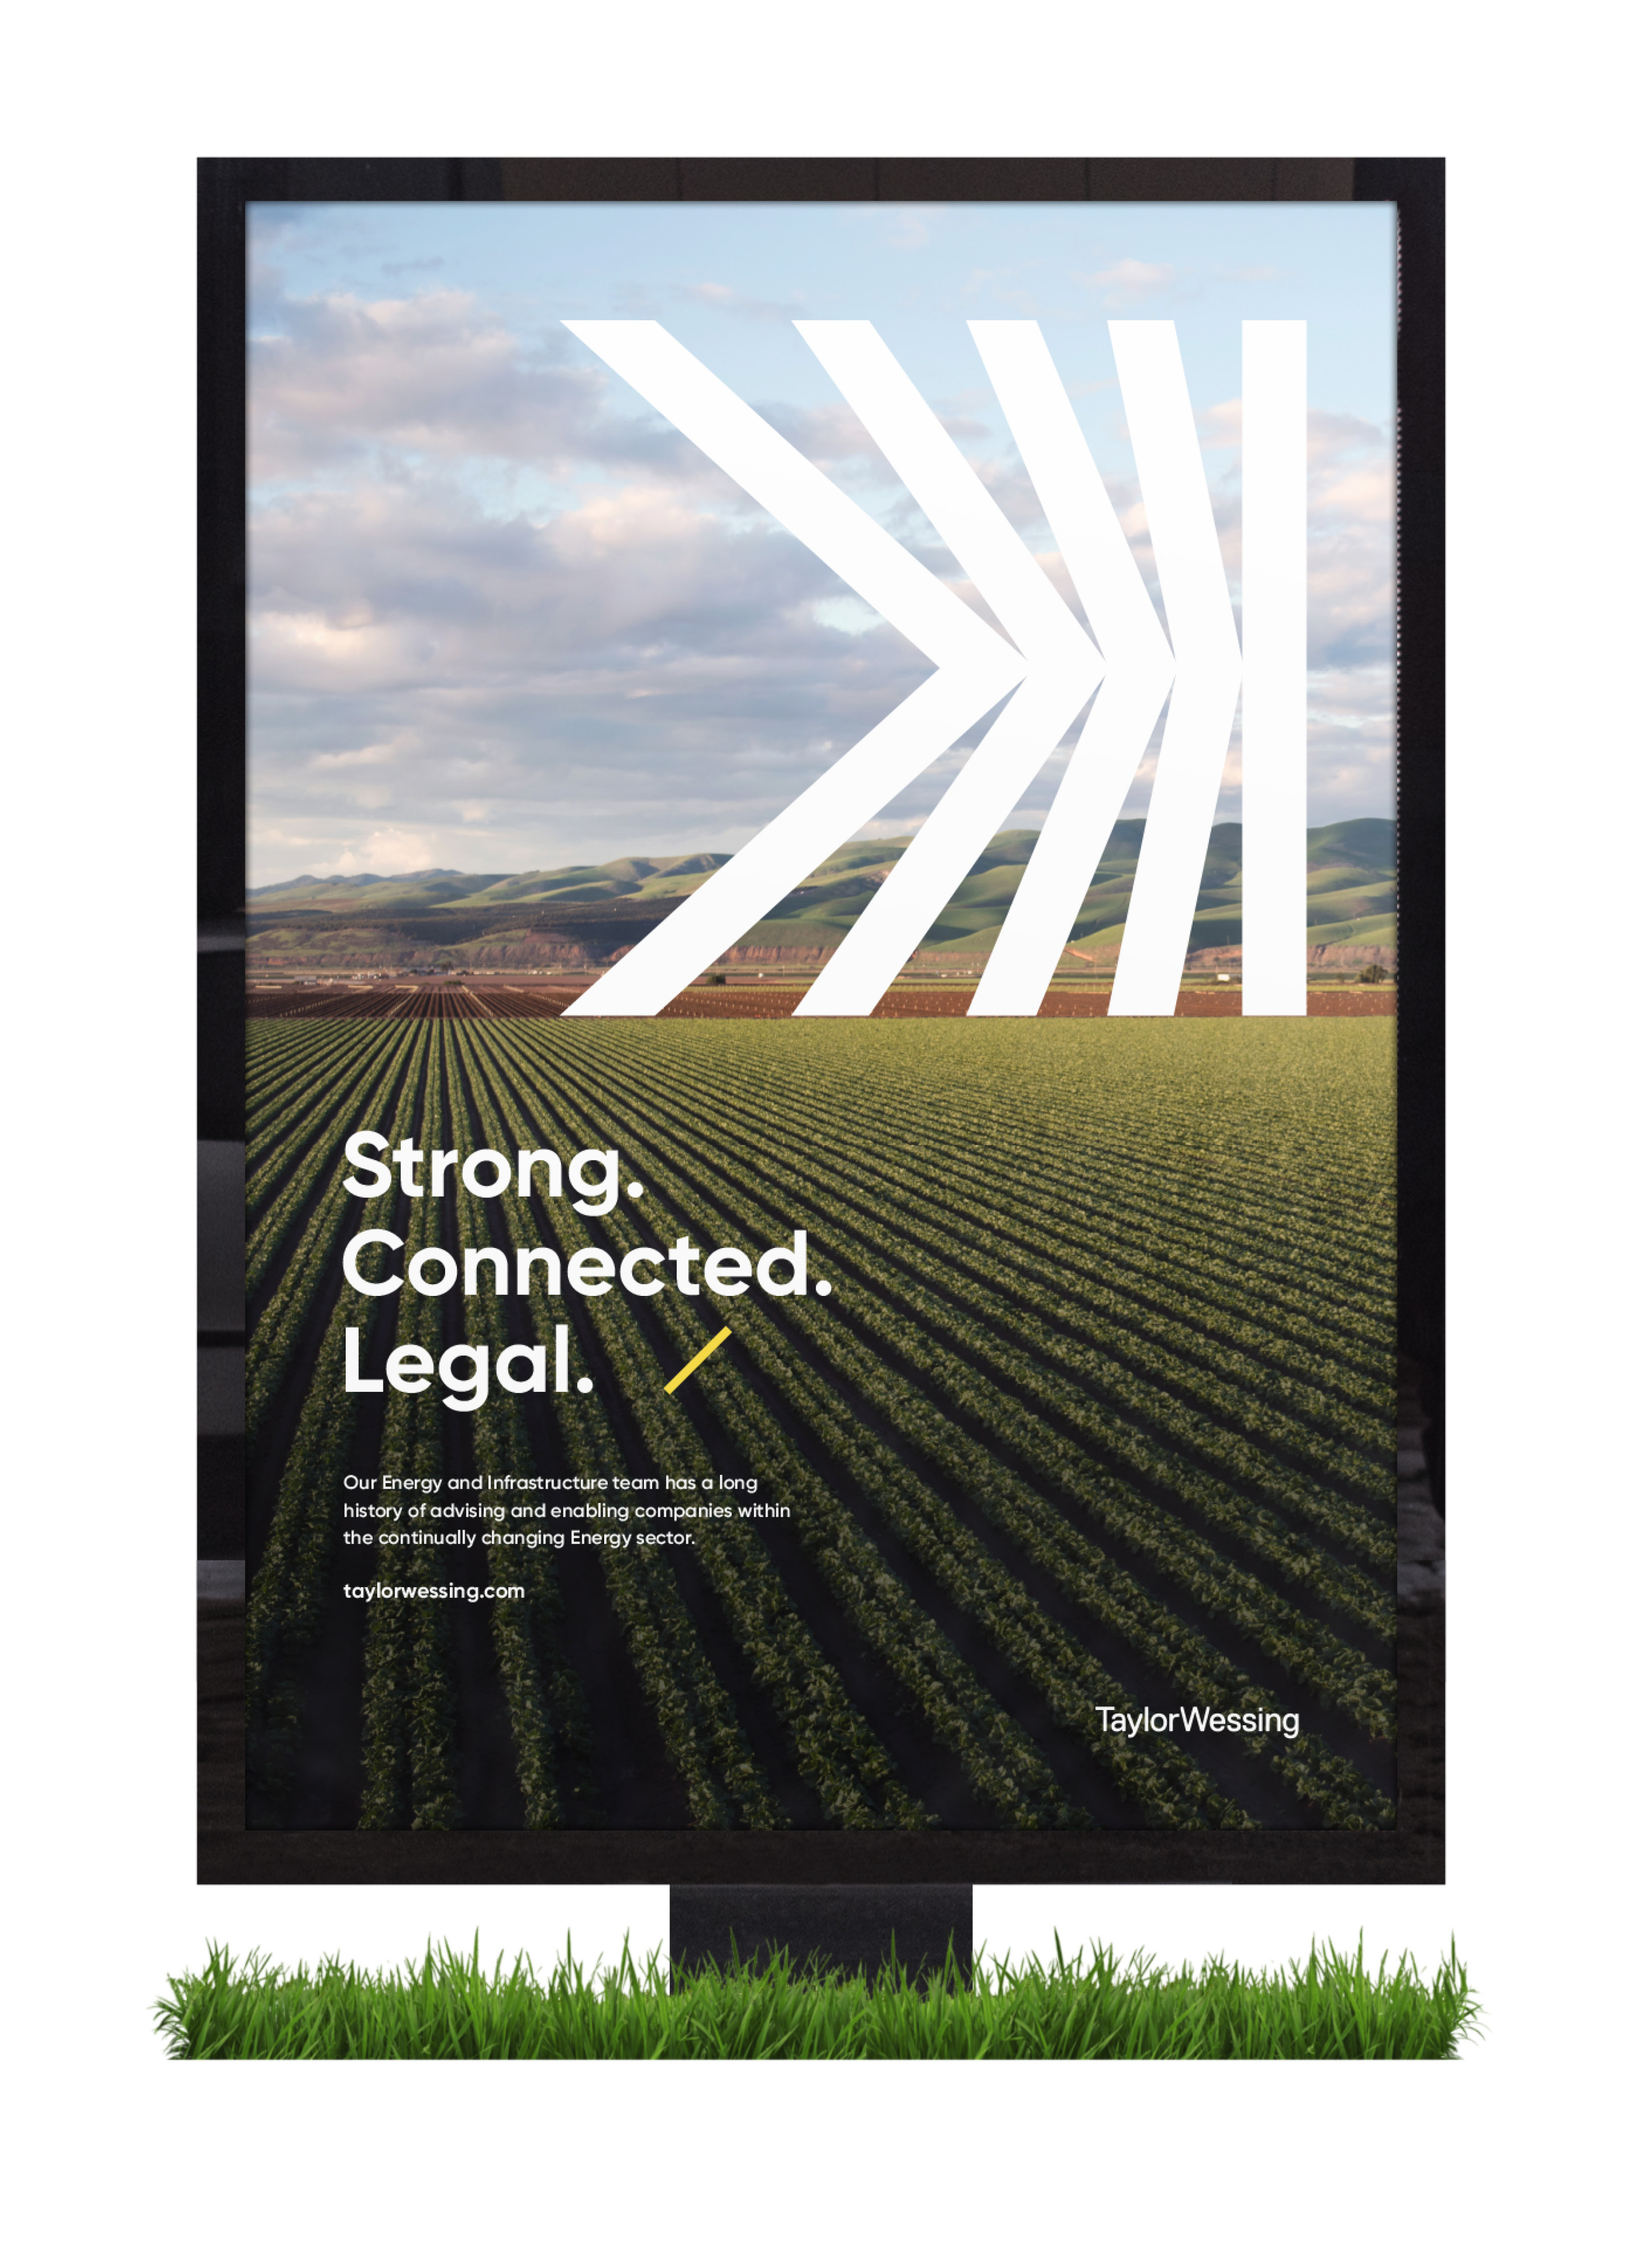 Strong.
Connected.
Legal.
Our Energy and Infrastructure team has a long
history of advising and enabling companies within
the continually changing Energy sector.
taylorwessing.com
TaylorWessing